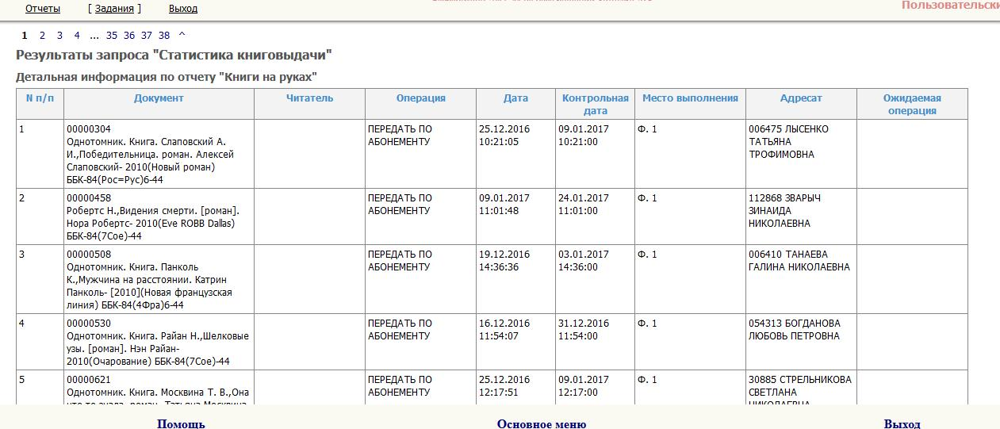 Отчеты [ Задания ] Выход
Пользовательски
1 2 3 4 ... 35 36 37 38 ^
Результаты запроса "Статистика книговыдачи"
Детальная информация по отчету "Книги на руках"
N п/п Документ Читатель Операция Дата Контрольная дата Место выполнения Адресат Ожидаемая операция
1 00000304 ПЕРЕДАТЬ ПО 25.12.2016 09.01.2017 Ф. 1 006475 ЛЫСЕНКО
Однотомник. Книга. Слаповский А. АБОНЕМЕНТУ 10:21:05 10:21:00 ТАТЬЯНА
И.,Победительница. роман. Алексей ТРОФИМОВНА
Слаповский- 2010(Новый роман)
ББК-84(Рос=Рус)6-44
2 00000458 ПЕРЕДАТЬ ПО 09.01.2017 24.01.2017 Ф. 1 112868 ЗВАРЫЧ
Робертс Н.,Видения смерти. [роман]. АБОНЕМЕНТУ 11:01:48 11:01:00 ЗИНАИДА
Нора Робертс- 2010(Eve ROBB Dallas) НИКОЛАЕВНА
ББК-84(7Сое)-44
3 00000508 ПЕРЕДАТЬ ПО 19.12.2016 03.01.2017 Ф. 1 006410 ТАНАЕВА
Однотомник. Книга. Панколь АБОНЕМЕНТУ 14:36:36 14:36:00 ГАЛИНА НИКОЛАЕВНА
К.,Мужчина на расстоянии. Катрин
Панколь- [2010](Новая французская
линия) ББК-84(4Фра)6-44
4 00000530 ПЕРЕДАТЬ ПО 16.12.2016 31.12.2016 Ф. 1 054313 БОГДАНОВА
Однотомник. Книга. Райан Н.,Шелковые АБОНЕМЕНТУ 11:54:07 11:54:00 ЛЮБОВЬ ПЕТРОВНА
узы. [роман]. Нэн Райан-
2010(Очарование) ББК-84(7Сое)-44
5 00000621 ПЕРЕДАТЬ ПО 25.12.2016 09.01.2017 Ф. 1 30885 СТРЕЛЬНИКОВА
Однотомник. Книга. Москвина Т. В.,Она АБОНЕМЕНТУ 12:17:51 12:17:00 СВЕТЛАНА
Помощь Основное меню Выход